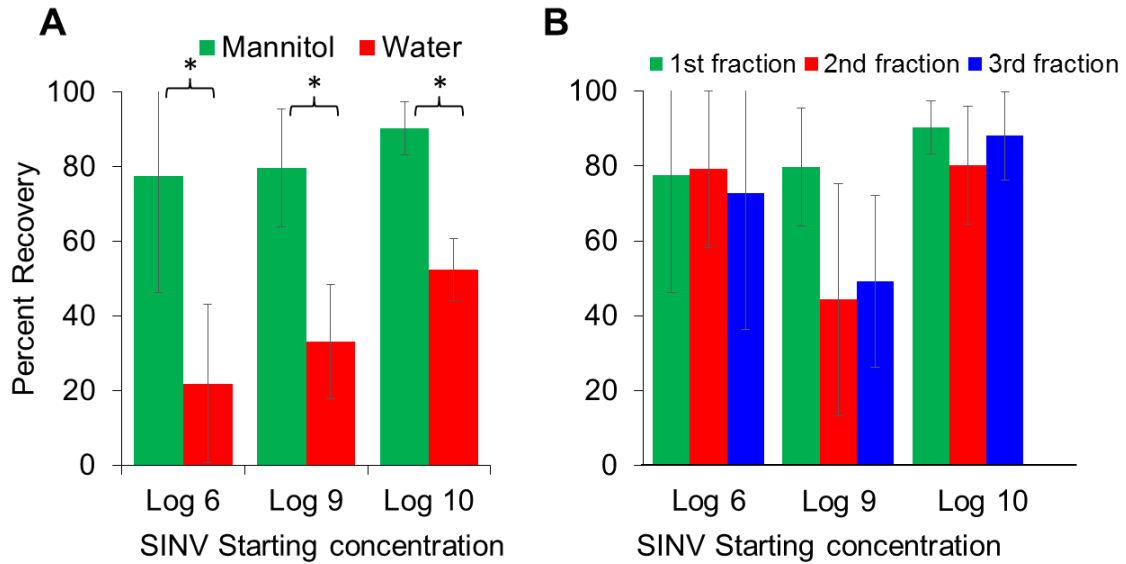 A
Mannitol Water
* * *
100
80
60
40
20
0
Percent Recovery
Log 6 Log 9 Log 10
SINV Starting concentration
B
1st fraction 2nd fraction 3rd fraction
100
80
60
40
20
0
Log 6 Log 9 Log 10
SINV Starting concentration